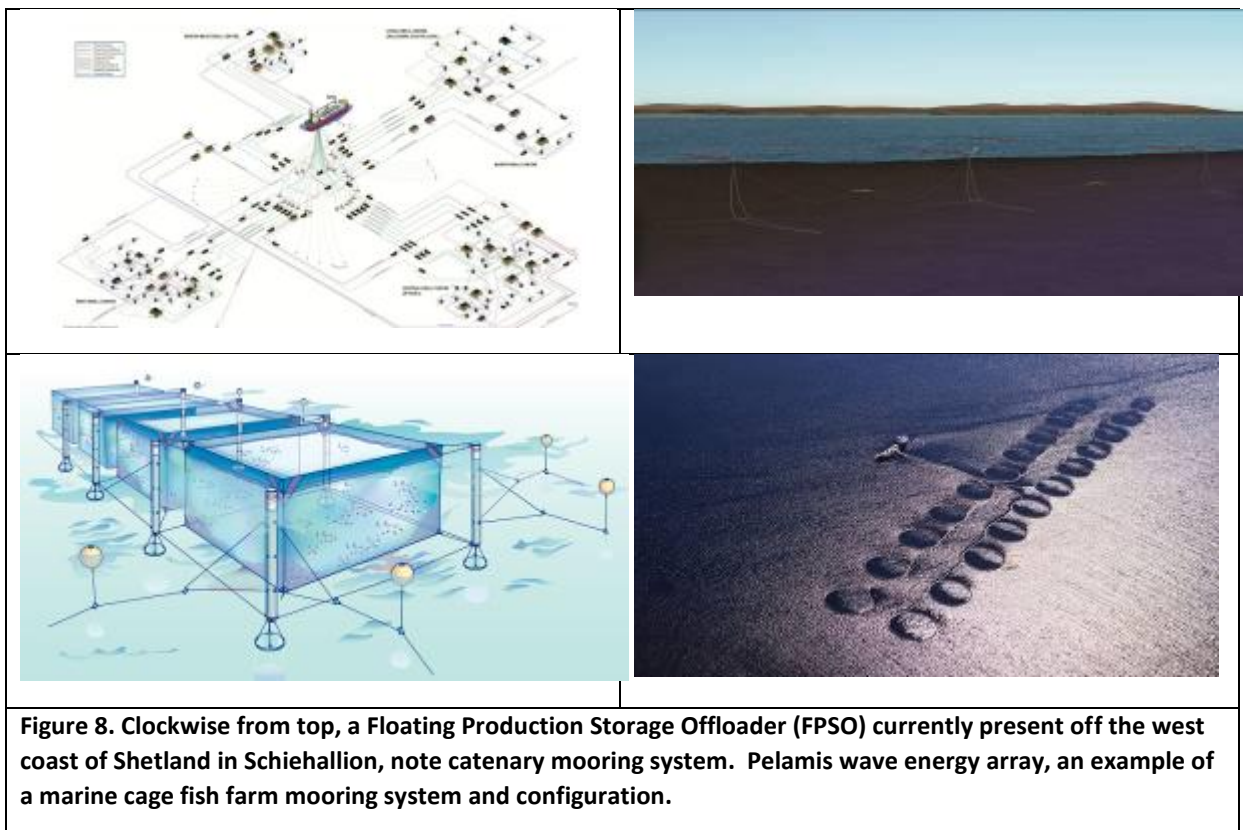 Figure 8. Clockwise from top, a Floating Production Storage Offloader (FPSO) currently present off the west
coast of Shetland in Schiehallion, note catenary mooring system.  Pelamis wave energy array, an example of
a marine cage fish farm mooring system and configuration.